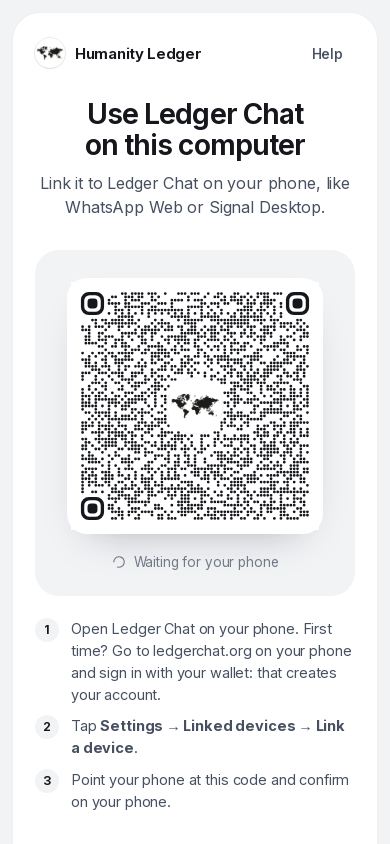 Humanity Ledger
Help
Use Ledger Chat
on this computer
Link it to Ledger Chat on your phone, like
WhatsApp Web or Signal Desktop.
Waiting for your phone
1 Open Ledger Chat on your phone. First
time? Go to ledgerchat.org on your phone
and sign in with your wallet: that creates
your account.
2 Tap Settings → Linked devices → Link
a device.
3 Point your phone at this code and confirm
on your phone.